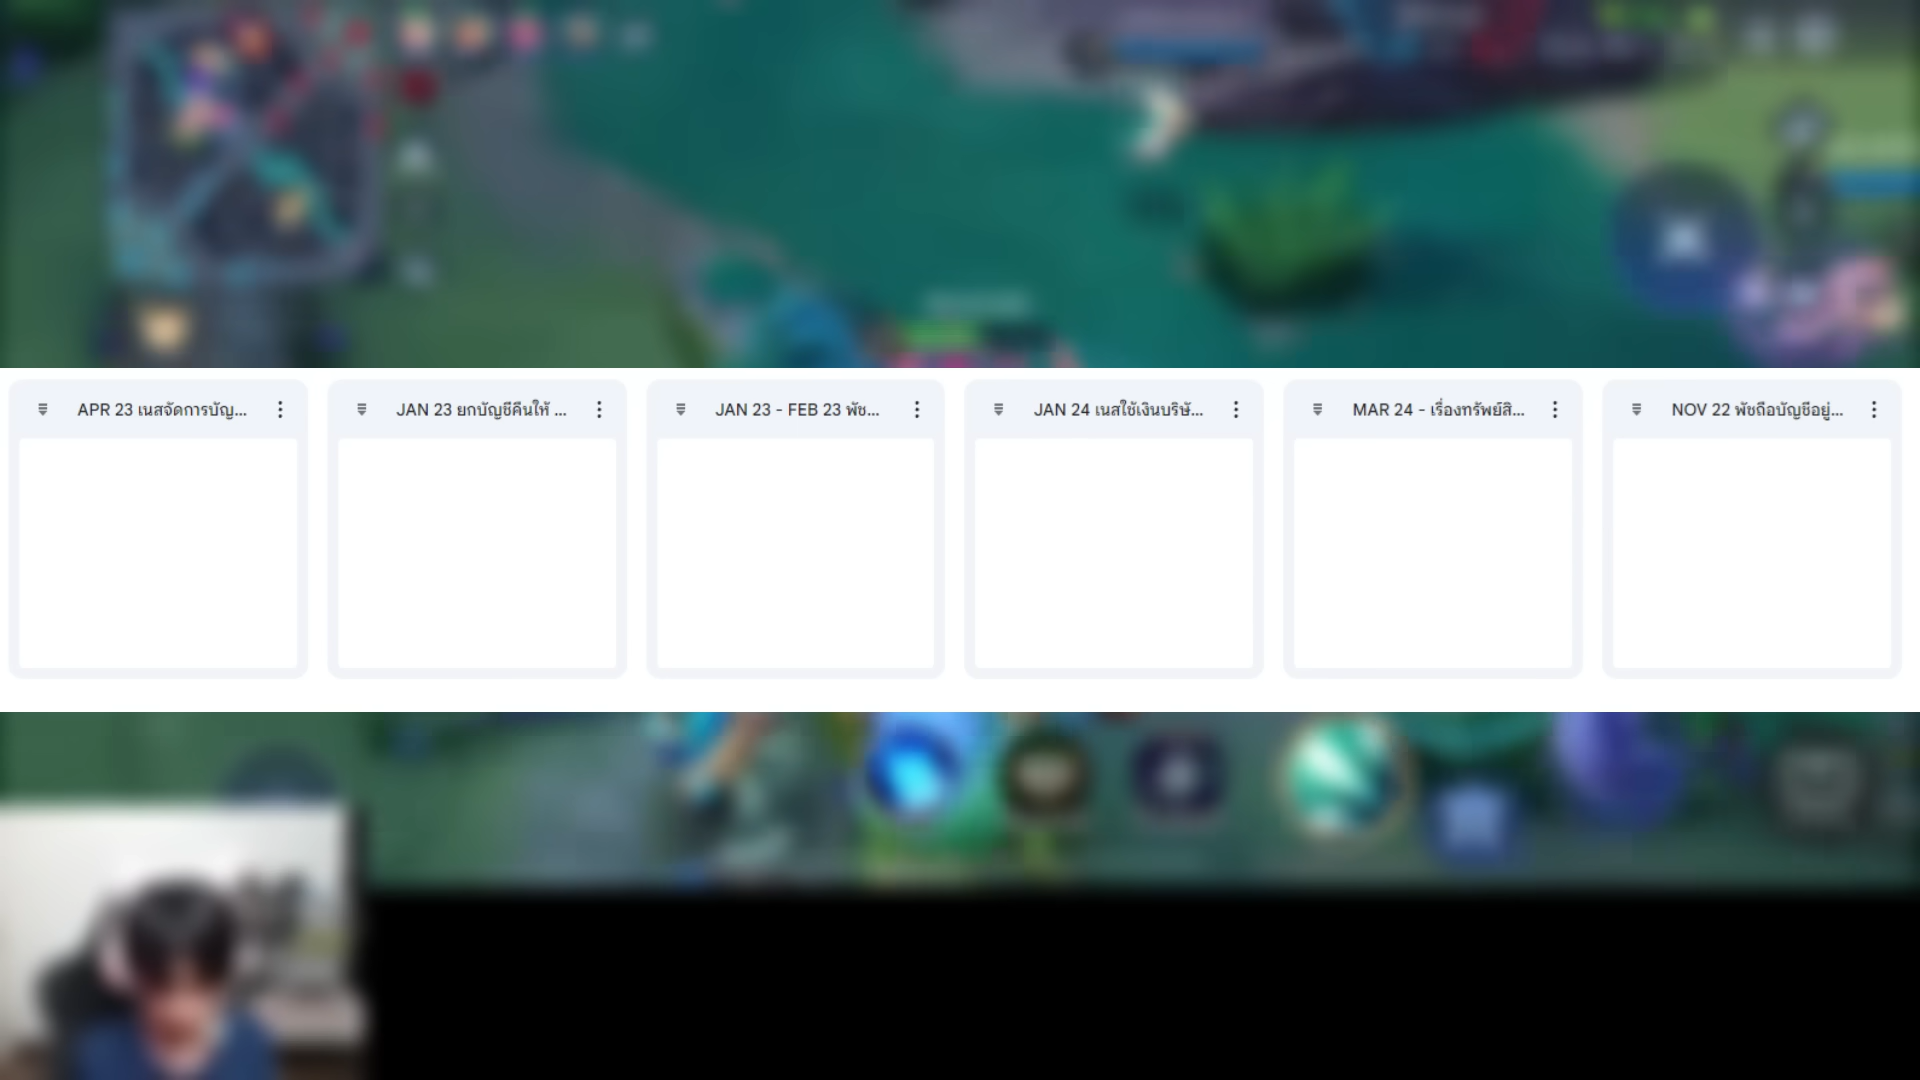 APR 23 เนสจัดการบัญ...
JAN 23 ยกบัญชีคืนให้ ...
JAN 23 - FEB 23 พัช...
JAN 24 เนสใช้เงินบริษั...
MAR 24 - เรื่องทรัพย์สิ...
NOV 22 พัชถือบัญชีอยู่...